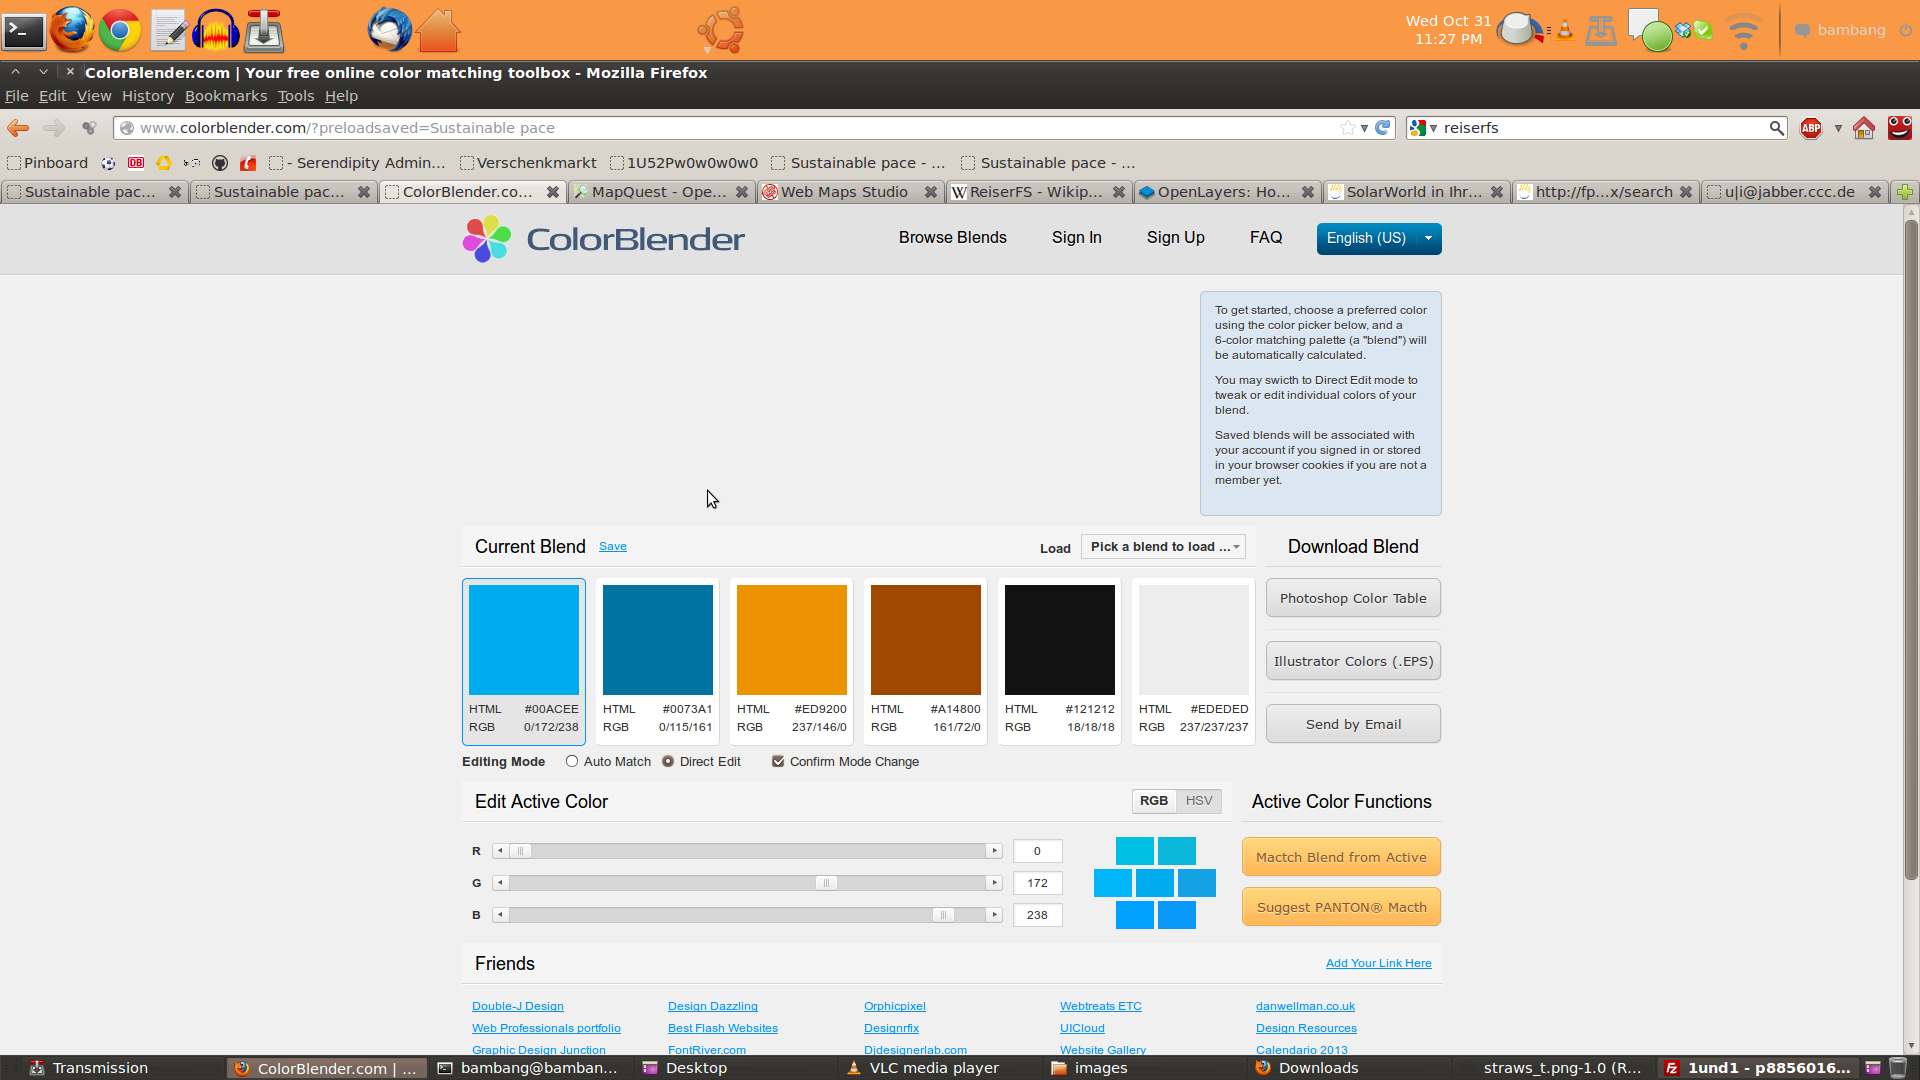 Wed Oct 31
11:27 PM
bambang
ColorBlender.com | Your free online color matching toolbox - Mozilla Firefox
File Edit View History Bookmarks Tools Help
www.colorblender.com/?preloadsaved=Sustainable pace
reiserfs
ABP
Pinboard
DB
- Serendipity Admin...
Verschenkmarkt
1U52Pw0w0w0w0
Sustainable pace - ...
Sustainable pace - ...
Sustainable pac...
Sustainable pac...
ColorBlender.co...
MapQuest - Ope...
Web Maps Studio
W ReiserFS - Wikip...
OpenLayers: Ho...
SolarWorld in Ihr...
http://fp...x/search
u|i@jabber.ccc.de
ColorBlender
Browse Blends
Sign In
Sign Up
FAQ
English (US)
To get started, choose a preferred color
using the color picker below, and a
6-color matching palette (a "blend") will
be automatically calculated.
You may swicth to Direct Edit mode to
tweak or edit individual colors of your
blend.
Saved blends will be associated with
your account if you signed in or stored
in your browser cookies if you are not a
member yet.
Current Blend Save
Load Pick a blend to load ...
Download Blend
HTML #00ACEE
RGB 0/172/238
HTML #0073A1
RGB 0/115/161
HTML #ED9200
RGB 237/146/0
HTML #A14800
RGB 161/72/0
HTML #121212
RGB 18/18/18
HTML #EDEDED
RGB 237/237/237
Photoshop Color Table
Illustrator Colors (.EPS)
Send by Email
Editing Mode Auto Match Direct Edit Confirm Mode Change
Edit Active Color
RGB HSV
Active Color Functions
R 0
G 172
B 238
Mactch Blend from Active
Suggest PANTON® Macth
Friends
Add Your Link Here
Double-J Design
Design Dazzling
Orphicpixel
Webtreats ETC
danwellman.co.uk
Web Professionals portfolio
Best Flash Websites
Designrfix
UICloud
Design Resources
Graphic Design Junction
FontRiver.com
Djdesignerlab.com
Website Gallery
Calendario 2013
Transmission
ColorBlender.com | ...
bambang@bamban...
Desktop
VLC media player
images
Downloads
straws_t.png-1.0 (R...
Fz 1und1 - p8856016...